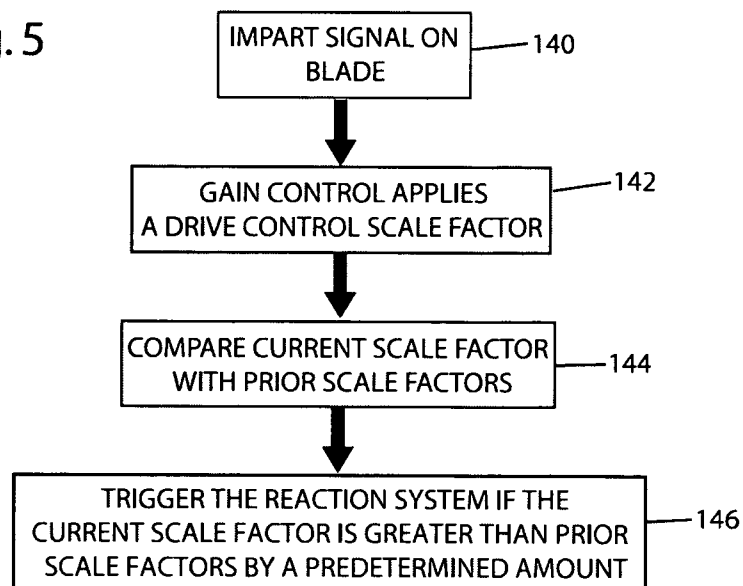 . 5
IMPART SIGNAL ON
BLADE
140
GAIN CONTROL APPLIES
A DRIVE CONTROL SCALE FACTOR
142
COMPARE CURRENT SCALE FACTOR
WITH PRIOR SCALE FACTORS
144
TRIGGER THE REACTION SYSTEM IF THE
CURRENT SCALE FACTOR IS GREATER THAN PRIOR
SCALE FACTORS BY A PREDETERMINED AMOUNT
146